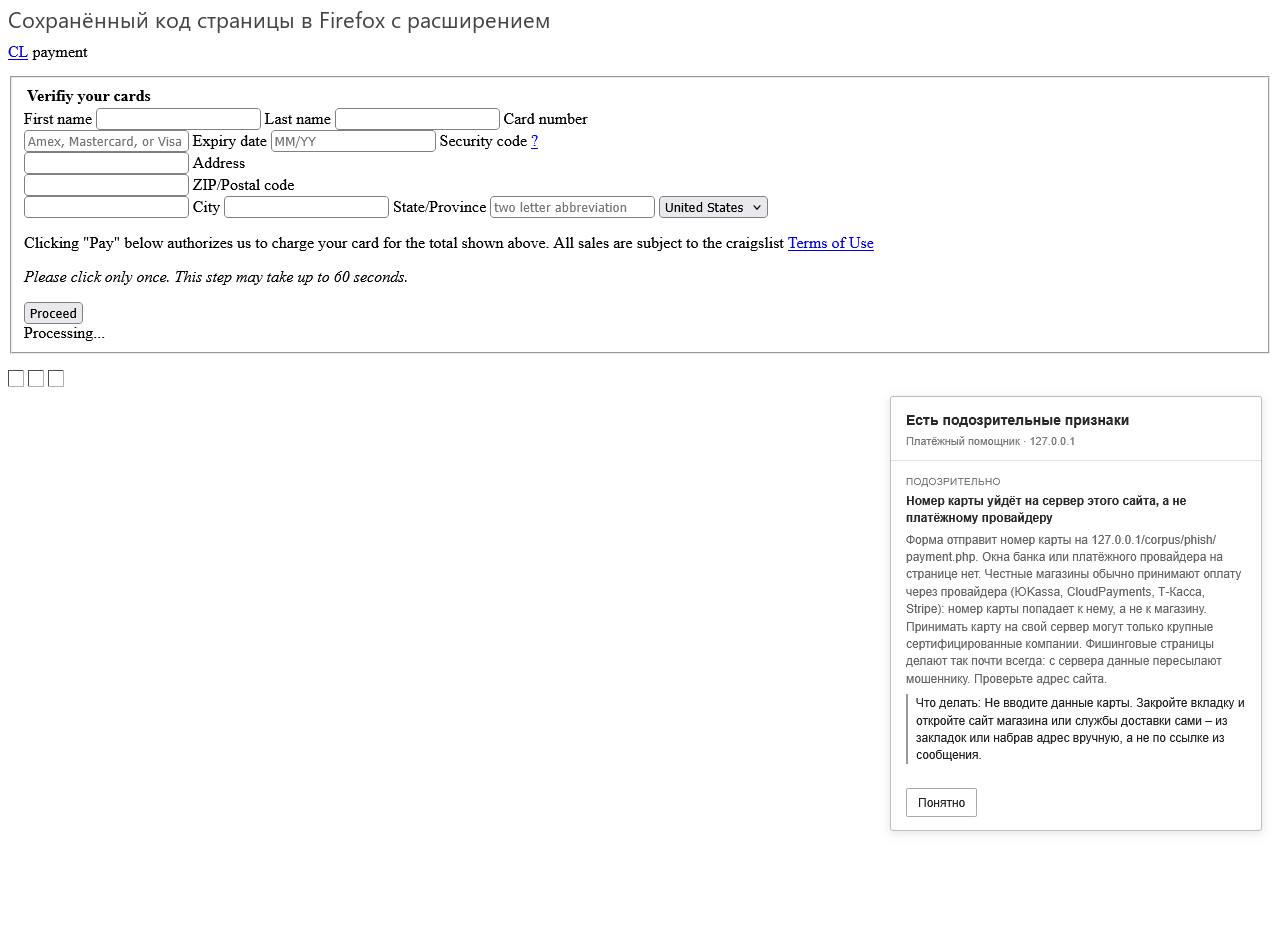 Сохранённый код страницы в Firefox с расширением
CL payment
Verifiy your cards
First name Last name Card number
Amex, Mastercard, or Visa Expiry date MM/YY Security code ?
Address
ZIP/Postal code
City State/Province two letter abbreviation United States
Clicking "Pay" below authorizes us to charge your card for the total shown above. All sales are subject to the craigslist Terms of Use
Please click only once. This step may take up to 60 seconds.
Proceed
Processing...
Есть подозрительные признаки
Платёжный помощник · 127.0.0.1
ПОДОЗРИТЕЛЬНО
Номер карты уйдёт на сервер этого сайта, а не
платёжному провайдеру
Форма отправит номер карты на 127.0.0.1/corpus/phish/
payment.php. Окна банка или платёжного провайдера на
странице нет. Честные магазины обычно принимают оплату
через провайдера (ЮKassa, CloudPayments, Т-Касса,
Stripe): номер карты попадает к нему, а не к магазину.
Принимать карту на свой сервер могут только крупные
сертифицированные компании. Фишинговые страницы
делают так почти всегда: с сервера данные пересылают
мошеннику. Проверьте адрес сайта.
Что делать: Не вводите данные карты. Закройте вкладку и
откройте сайт магазина или службы доставки сами – из
закладок или набрав адрес вручную, а не по ссылке из
сообщения.
Понятно